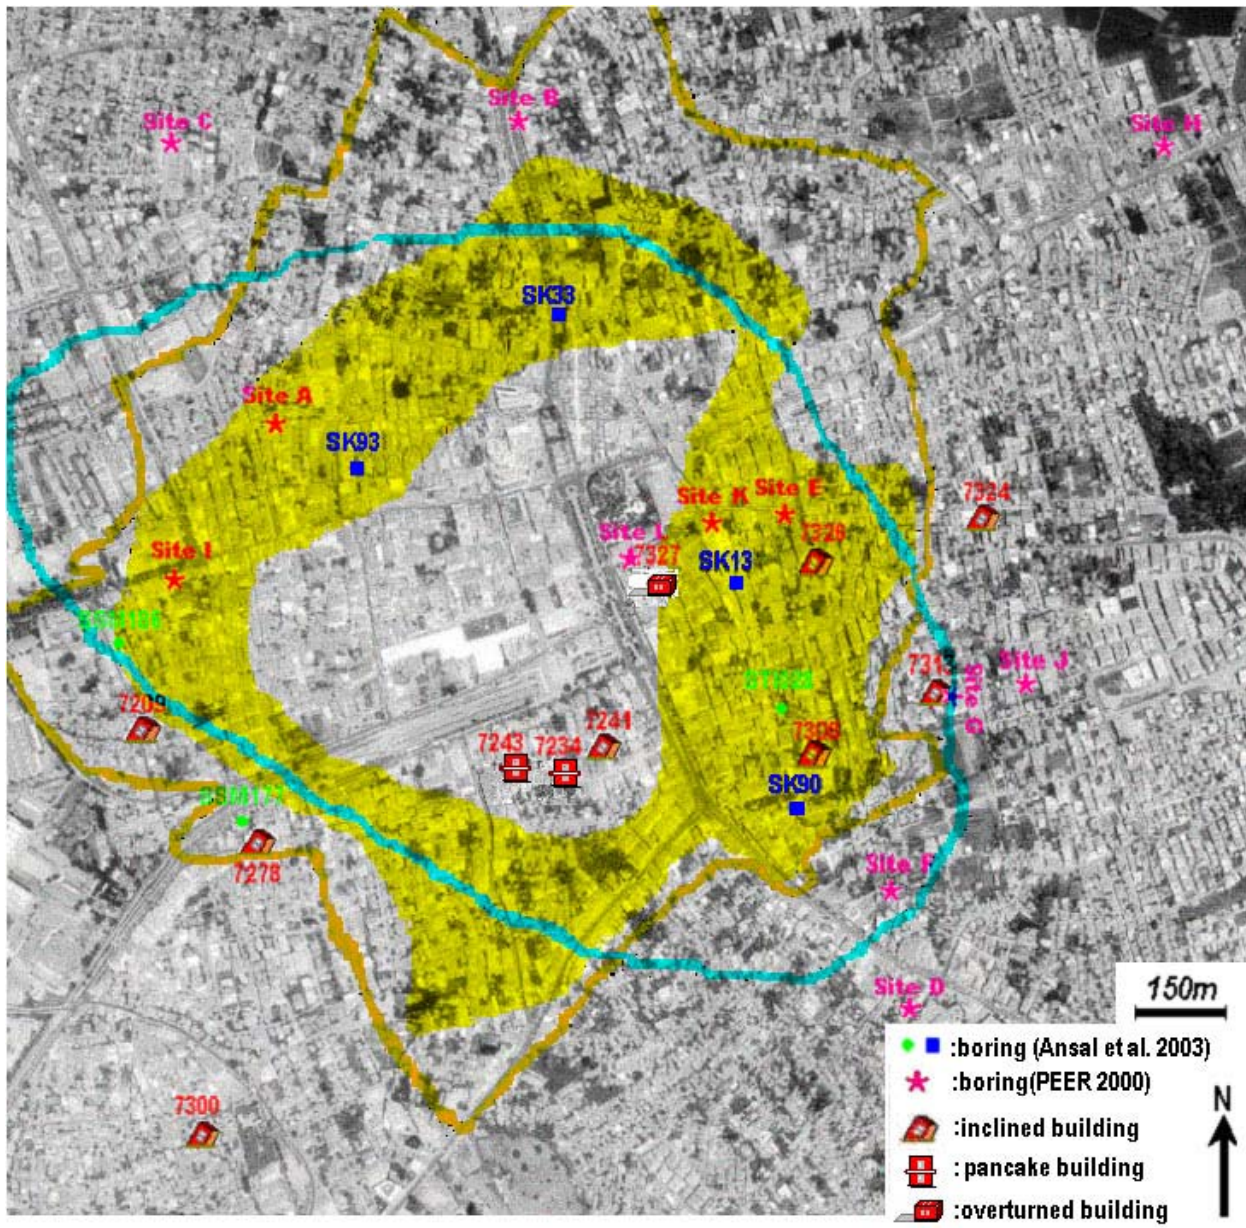 Site B
Site C
Site H
SK33
Site A
SK93
7324
Site K
Site E
Site L
7327
7326
SK13
Site I
Site J
Site G
7209
7241
7243
7234
7309
SK90
Site F
7278
Site D
150m
:boring (Ansal et al. 2003)
:boring(PEER 2000)
N
:inclined building
: pancake building
:overturned building
7300